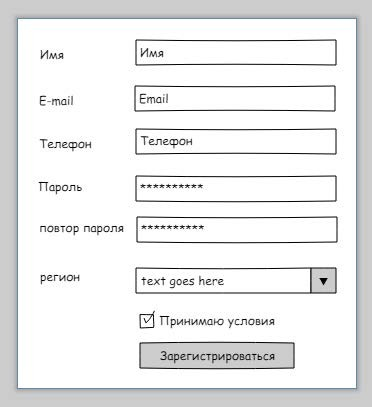 Имя Имя
E-mail Email
Телефон Телефон
Пароль **********
повтор пароля **********
регион text goes here
Принимаю условия
Зарегистрироваться